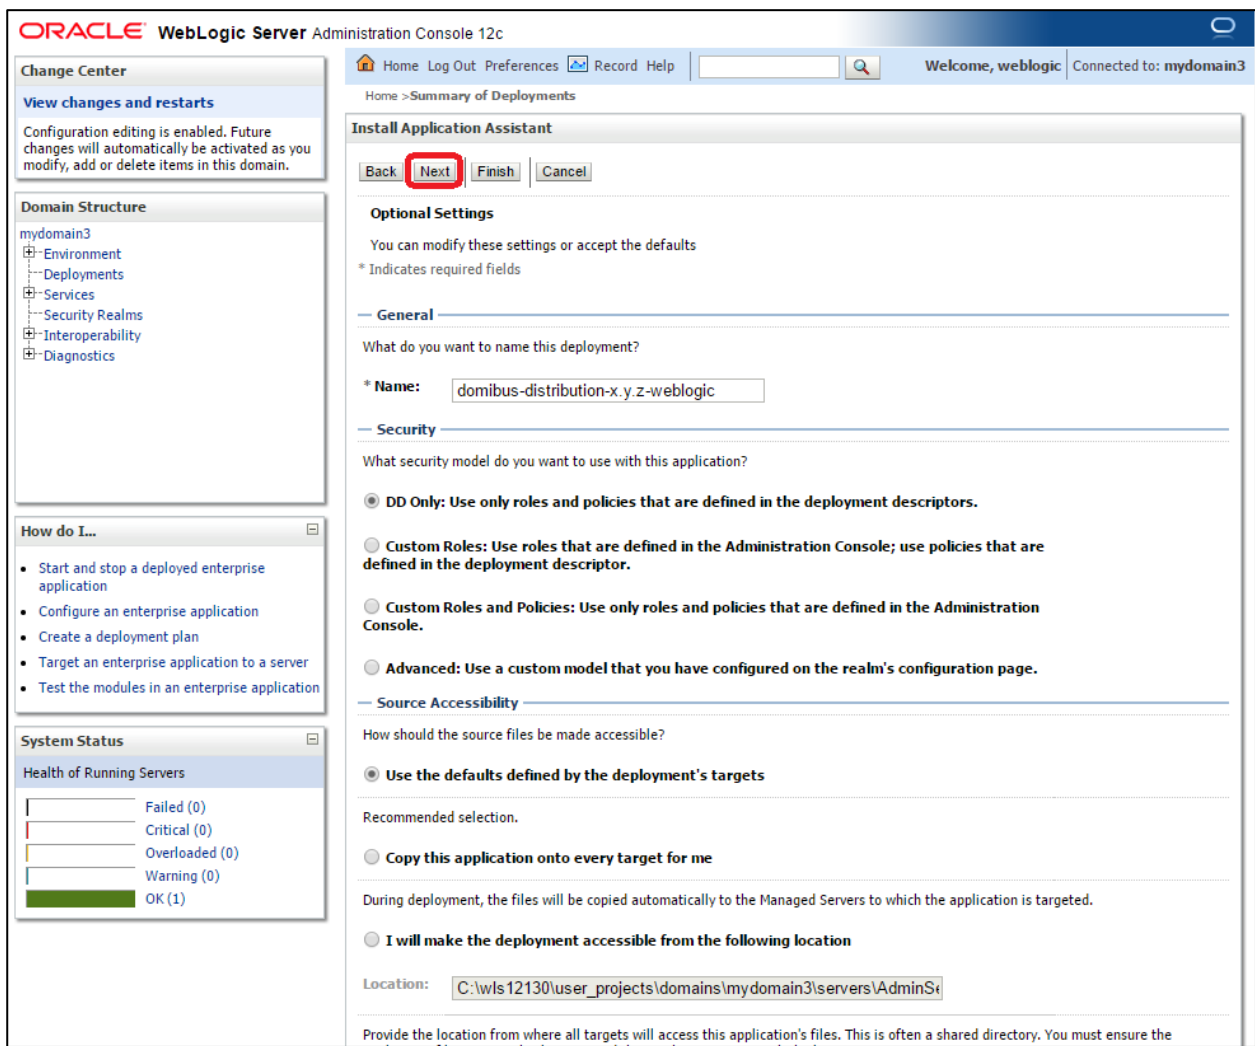 ORACLE WebLogic Server Administration Console 12c
Change Center
View changes and restarts
Configuration editing is enabled. Future
changes will automatically be activated as you
modify, add or delete items in this domain.
Domain Structure
mydomain3
Environment
Deployments
Services
Security Realms
Interoperability
Diagnostics
How do I...
Start and stop a deployed enterprise
application
Configure an enterprise application
Create a deployment plan
Target an enterprise application to a server
Test the modules in an enterprise application
System Status
Health of Running Servers
Failed (0)
Critical (0)
Overloaded (0)
Warning (0)
OK (1)
Home Log Out Preferences Record Help
Welcome, weblogic Connected to: mydomain3
Home >Summary of Deployments
Install Application Assistant
Back Next Finish Cancel
Optional Settings
You can modify these settings or accept the defaults
* Indicates required fields
General
What do you want to name this deployment?
* Name: domibus-distribution-x.y.z-weblogic
Security
What security model do you want to use with this application?
DD Only: Use only roles and policies that are defined in the deployment descriptors.
Custom Roles: Use roles that are defined in the Administration Console; use policies that are
defined in the deployment descriptor.
Custom Roles and Policies: Use only roles and policies that are defined in the Administration
Console.
Advanced: Use a custom model that you have configured on the realm's configuration page.
Source Accessibility
How should the source files be made accessible?
Use the defaults defined by the deployment's targets
Recommended selection.
Copy this application onto every target for me
During deployment, the files will be copied automatically to the Managed Servers to which the application is targeted.
I will make the deployment accessible from the following location
Location: C:\wls12130\user_projects\domains\mydomain3\servers\AdminSe
Provide the location from where all targets will access this application's files. This is often a shared directory. You must ensure the